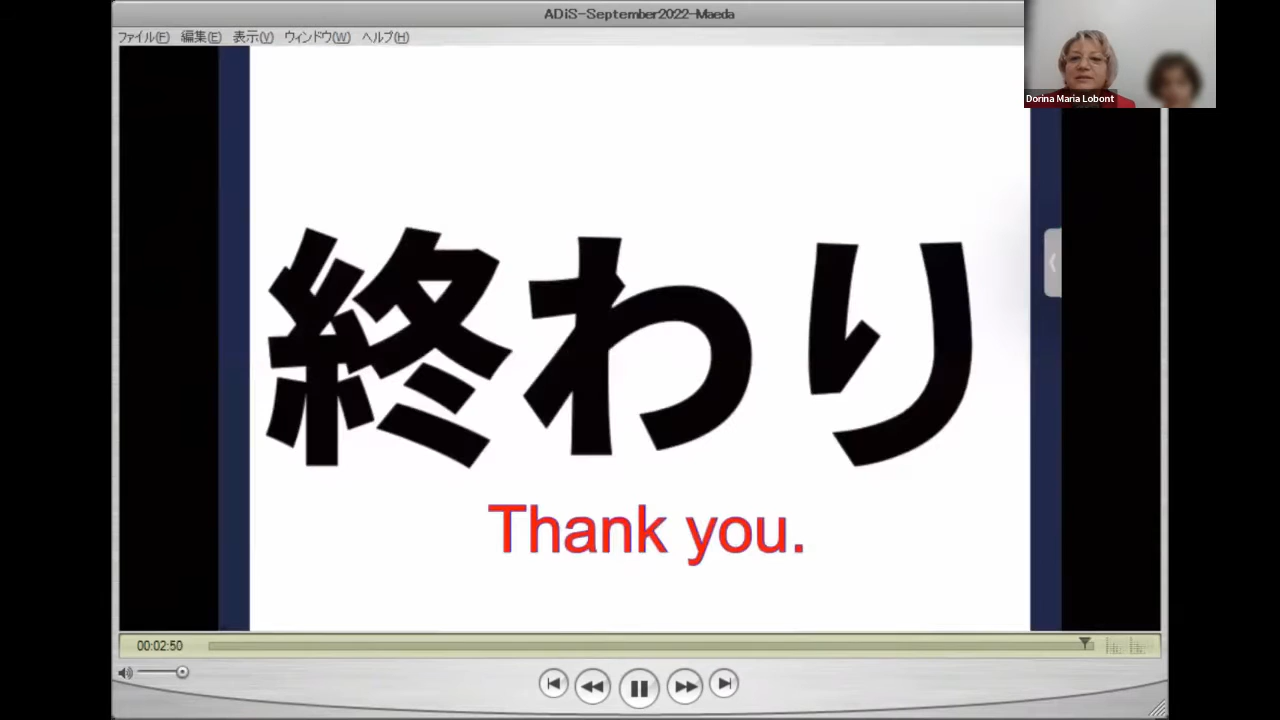 ADiS-September2022-Maeda
ファイル(F) 編集(E) 表示(V) ウィンドウ(W) ヘルプ(H)
Dorina Maria Lobont
終わり
Thank you.
00:02:50